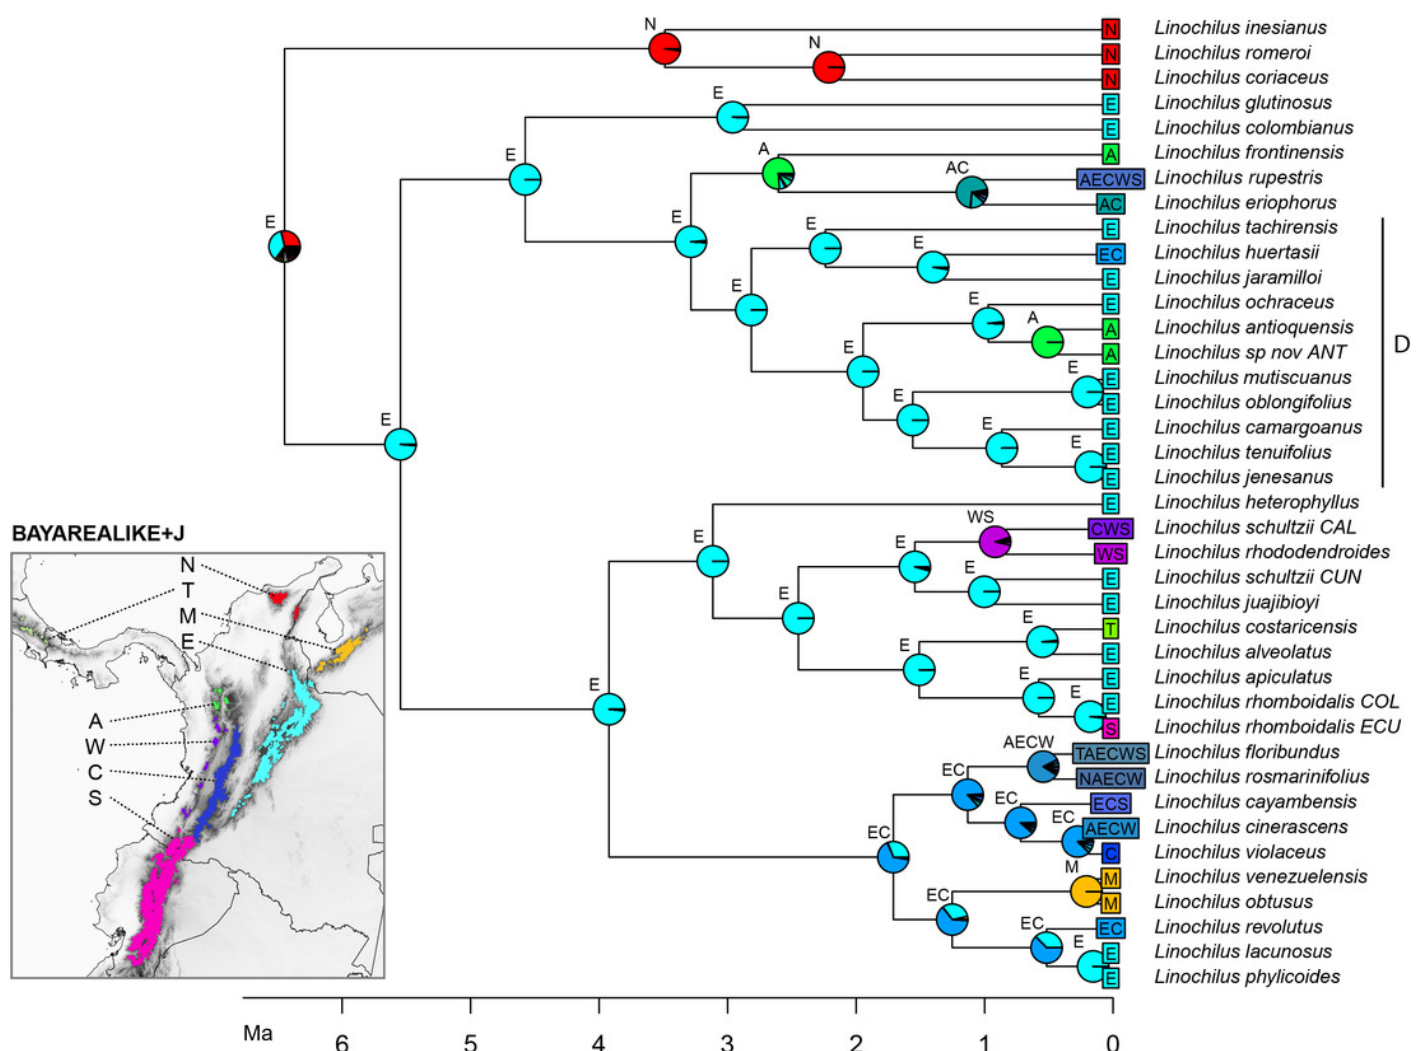 N N Linochilus inesianus
N N Linochilus romeroi
N Linochilus coriaceus
E E Linochilus glutinosus
E E Linochilus colombianus
A A Linochilus frontinensis
AC AECWS Linochilus rupestris
E AC Linochilus eriophorus
E E E Linochilus tachirensis
E EC Linochilus huertasii
E E Linochilus jaramilloi
E E Linochilus ochraceus
A A Linochilus antioquensis
E A Linochilus sp nov ANT
D
E E Linochilus mutiscuanus
E E Linochilus oblongifolius
E E E Linochilus camargoanus
E E Linochilus tenuifolius
E Linochilus jenesanus
E Linochilus heterophyllus
WS CWS Linochilus schultzii CAL
E E WS Linochilus rhododendroides
E E Linochilus schultzii CUN
E E Linochilus juajibioyi
E T Linochilus costaricensis
E E Linochilus alveolatus
E E E Linochilus apiculatus
E E Linochilus rhomboidalis COL
S Linochilus rhomboidalis ECU
AECW TAECWS Linochilus floribundus
EC NAECW Linochilus rosmarinifolius
EC ECS Linochilus cayambensis
EC EC AECW Linochilus cinerascens
C Linochilus violaceus
M M Linochilus venezuelensis
EC M Linochilus obtusus
EC EC Linochilus revolutus
E E Linochilus lacunosus
E Linochilus phylicoides
BAYAREALIKE+J
N
T
M
E
A
W
C
S
Ma 6 5 4 3 2 1 0